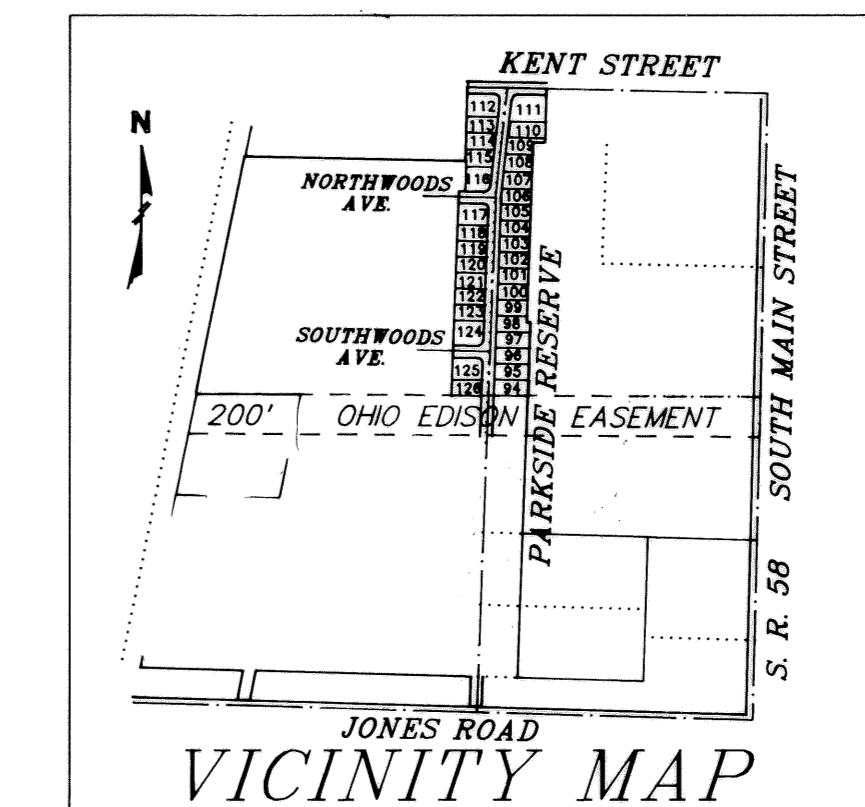 KENT STREET
N
112
111
113
110
114
109
115
108
116
107
NORTHWOODS
AVE.
106
117
105
118
104
119
103
120
102
121
101
122
100
123
99
124
98
SOUTHWOODS
AVE.
97
96
125
95
126
94
PARKSIDE RESERVE
SOUTH MAIN STREET
S. R. 58
200' OHIO EDISON EASEMENT
JONES ROAD
VICINITY MAP